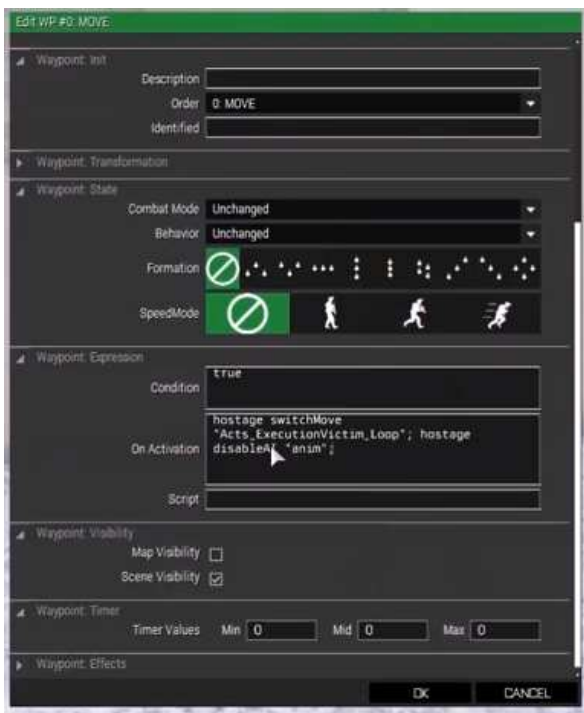 Edit WP #0: MOVE
Waypoint: Init
Description
Order 0: MOVE
Identified
Waypoint: Transformation
Waypoint: State
Combat Mode Unchanged
Behavior Unchanged
Formation
SpeedMode
Waypoint: Expression
Condition true
On Activation
hostage switchMove
"Acts_ExecutionVictim_Loop"; hostage
disableAI "anim";
Script
Waypoint: Visibility
Map Visibility
Scene Visibility
Waypoint: Timer
Timer Values Min 0 Mid 0 Max 0
Waypoint: Effects
OK CANCEL